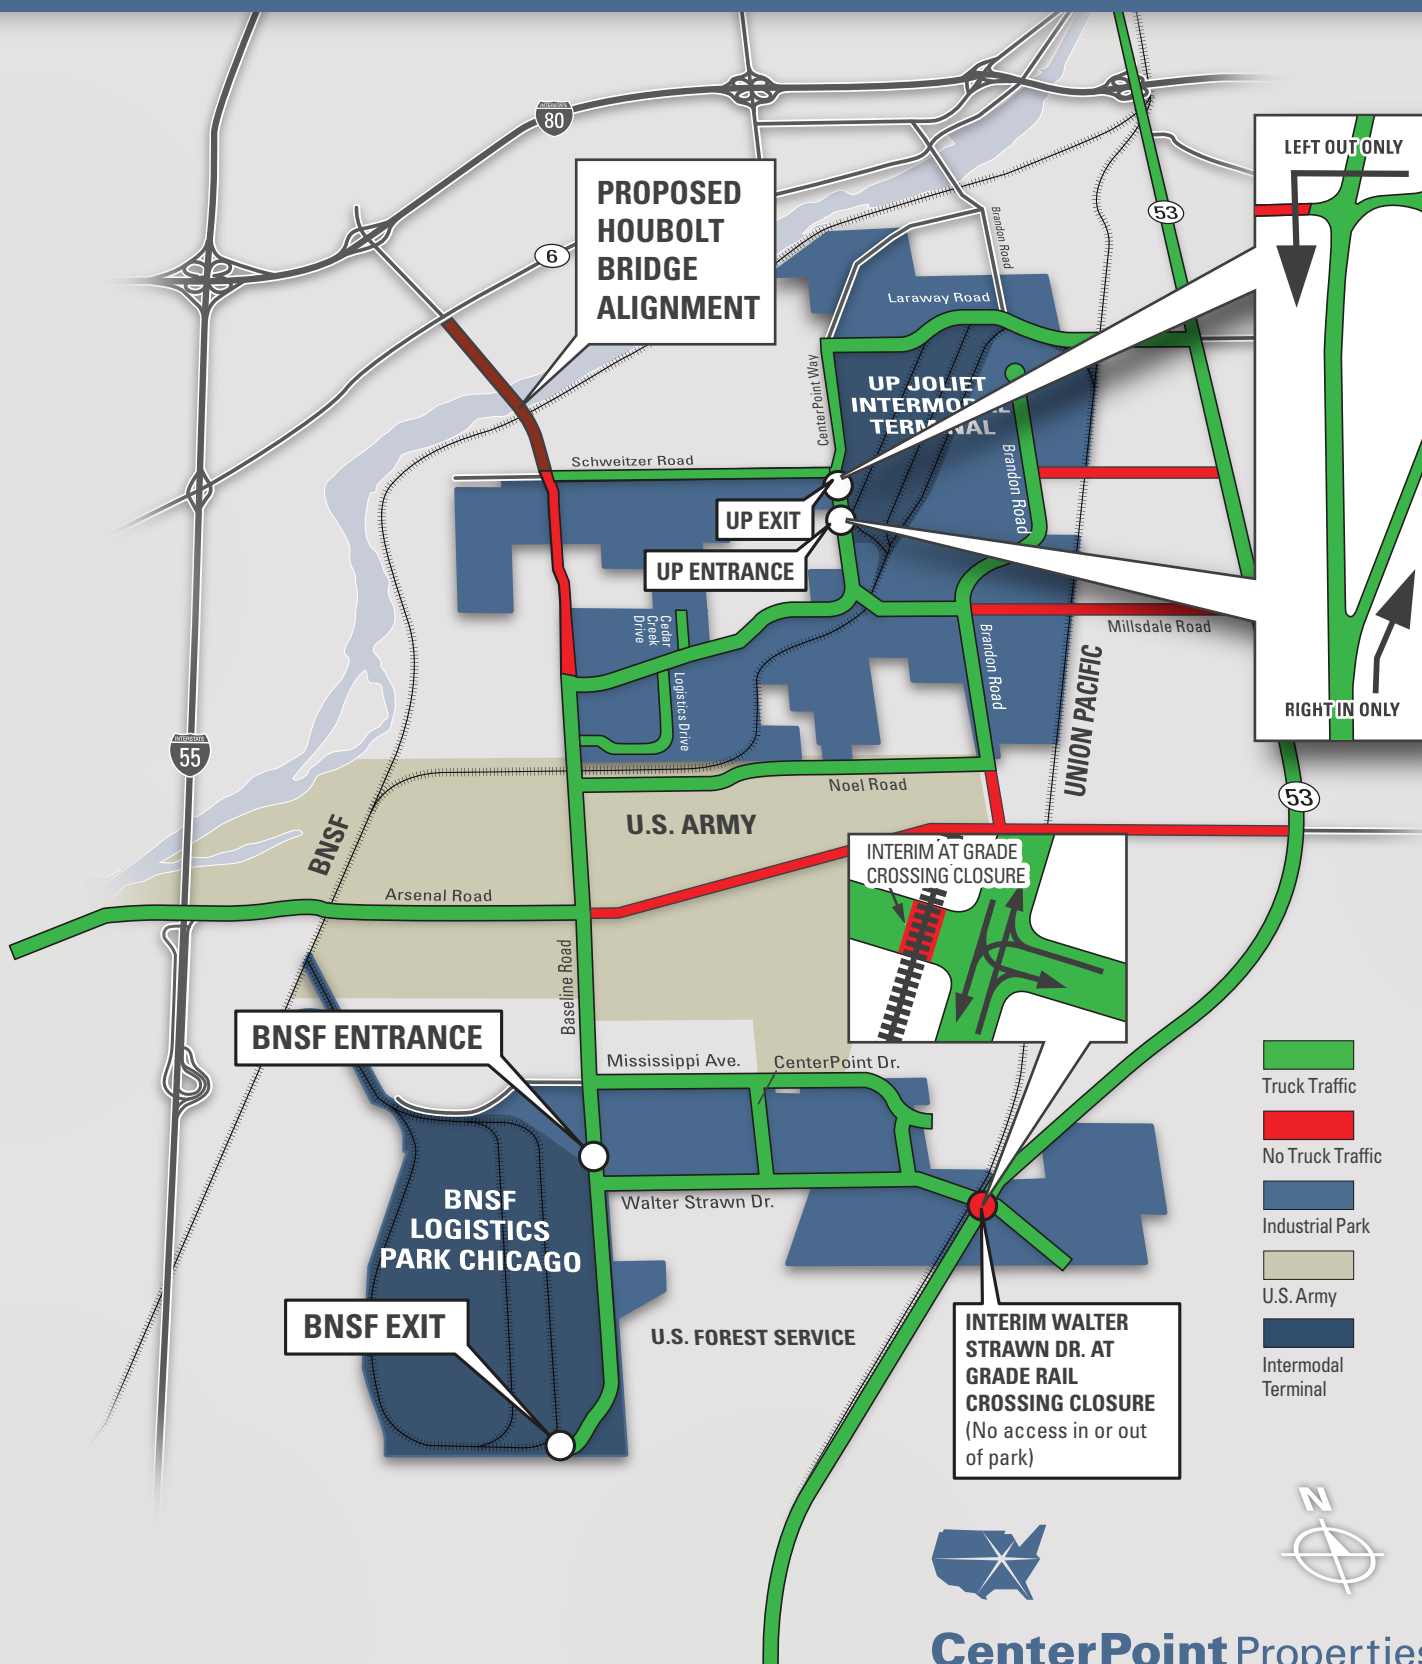 INTERSTATE
80
LEFT OUT ONLY
PROPOSED
HOUBOLT
BRIDGE
ALIGNMENT
53
6
Brandon Road
Laraway Road
CenterPoint Way
UP JOLIET
INTERMODAL
TERMINAL
Schweitzer Road
Brandon Road
UP EXIT
UP ENTRANCE
Cedar
Creek
Drive
Millsdale Road
Brandon Road
UNION PACIFIC
Logistics Drive
RIGHT IN ONLY
INTERSTATE
55
Noel Road
53
U.S. ARMY
BNSF
INTERIM AT GRADE
CROSSING CLOSURE
Arsenal Road
Baseline Road
BNSF ENTRANCE
Mississippi Ave.
CenterPoint Dr.
Truck Traffic
No Truck Traffic
Industrial Park
U.S. Army
Intermodal
Terminal
BNSF
LOGISTICS
PARK CHICAGO
Walter Strawn Dr.
BNSF EXIT
U.S. FOREST SERVICE
INTERIM WALTER
STRAWN DR. AT
GRADE RAIL
CROSSING CLOSURE
(No access in or out
of park)
N
CenterPoint Properties